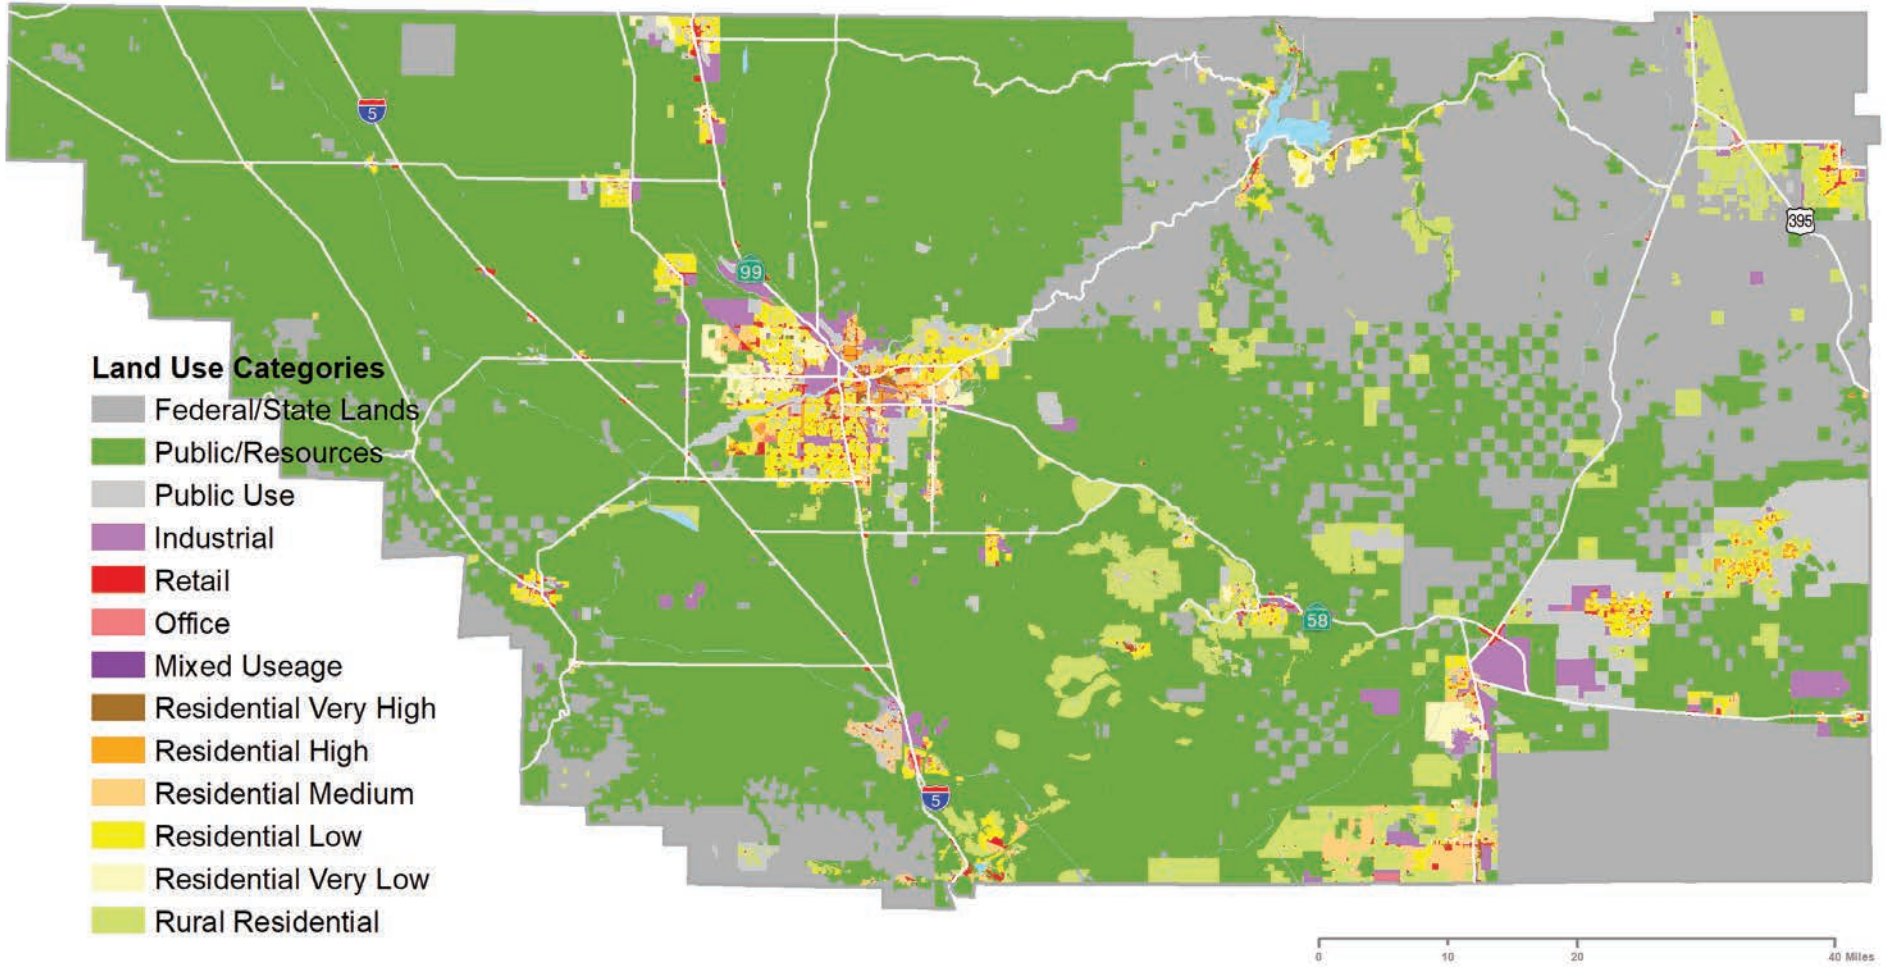 5
99
395
Land Use Categories
Federal/State Lands
Public/Resources
Public Use
Industrial
Retail
Office
Mixed Useage
Residential Very High
Residential High
Residential Medium
Residential Low
Residential Very Low
Rural Residential
58
5
0 10 20 40 Miles